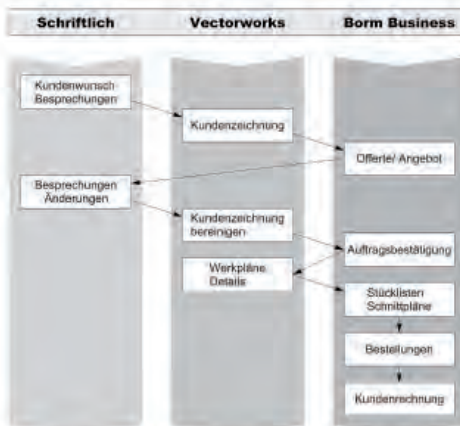 Schriftlich Vectorworks Borm Business
Kundenwunsch
Besprechungen
Kundenzeichnung
Offerte/ Angebot
Besprechungen
Änderungen
Kundenzeichnung
bereinigen
Auftragsbestätigung
Werkpläne
Details
Stücklisten
Schnittpläne
Bestellungen
Kundenrechnung